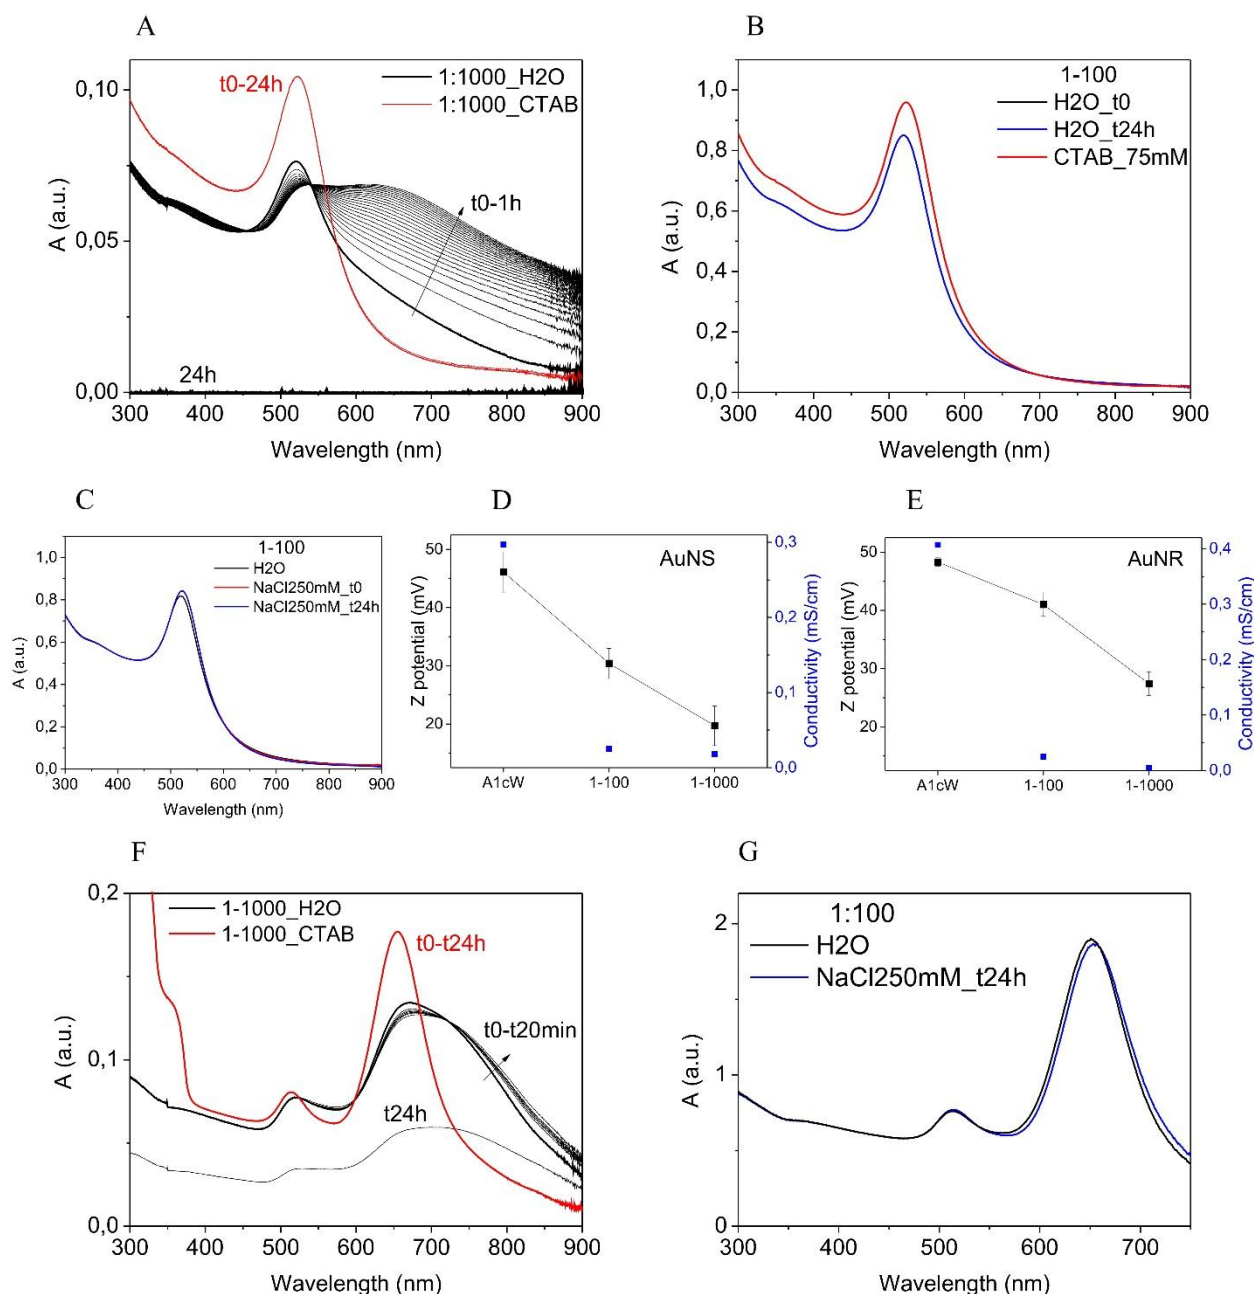 A
B
t0-24h
1:1000_H2O
1:1000_CTAB
t0-1h
24h
0,10
0,05
0,00
A (a.u.)
300 400 500 600 700 800 900
Wavelength (nm)
1-100
H2O_t0
H2O_t24h
CTAB_75mM
1,0
0,8
0,6
0,4
0,2
0,0
A (a.u.)
300 400 500 600 700 800 900
Wavelength (nm)
C
D
E
1-100
H2O
NaCl250mM_t0
NaCl250mM_t24h
1,0
0,8
0,6
0,4
0,2
0,0
A (a.u.)
300 400 500 600 700 800 900
Wavelength (nm)
AuNS
50
40
30
20
Z potential (mV)
0,3
0,2
0,1
0,0
Conductivity (mS/cm)
A1cW 1-100 1-1000
AuNR
50
40
30
20
Z potential (mV)
0,4
0,3
0,2
0,1
0,0
Conductivity (mS/cm)
A1cW 1-100 1-1000
F
G
1-1000_H2O
1-1000_CTAB
t0-t24h
t0-t20min
t24h
0,2
0,1
0,0
A (a.u.)
300 400 500 600 700 800 900
Wavelength (nm)
1:100
H2O
NaCl250mM_t24h
2
1
0
A (a.u.)
300 400 500 600 700
Wavelength (nm)